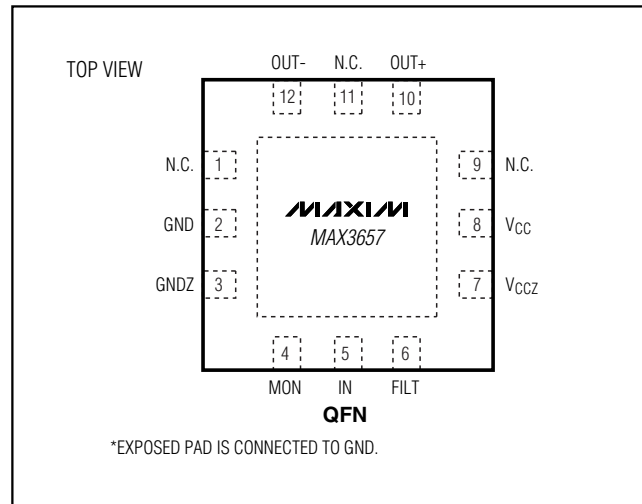 TOP VIEW
OUT- N.C. OUT+
12 11 10
N.C. 1 9 N.C.
MAXIM
GND 2 8 VCC
MAX3657
GNDZ 3 7 VCCZ
4 5 6
MON IN FILT
QFN
*EXPOSED PAD IS CONNECTED TO GND.